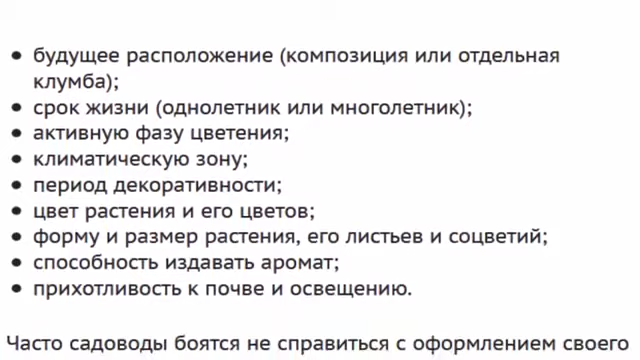 • будущее расположение (композиция или отдельная
клумба);
• срок жизни (однолетник или многолетник);
• активную фазу цветения;
• климатическую зону;
• период декоративности;
• цвет растения и его цветов;
• форму и размер растения, его листьев и соцветий;
• способность издавать аромат;
• прихотливость к почве и освещению.
Часто садоводы боятся не справиться с оформлением своего